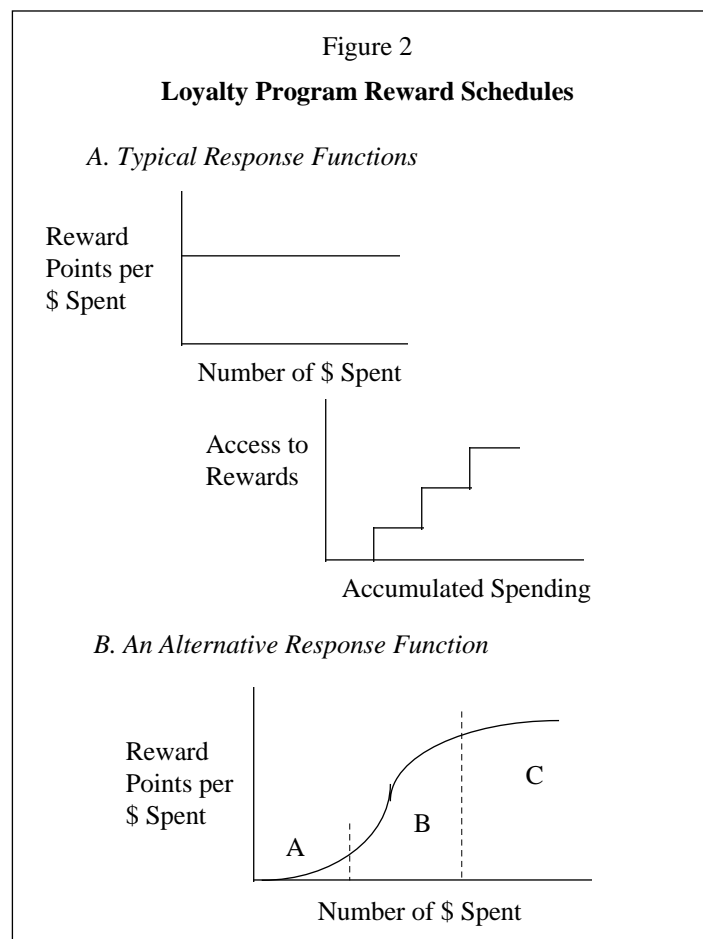 Figure 2
Loyalty Program Reward Schedules
A. Typical Response Functions
Reward
Points per
$ Spent
Number of $ Spent
Access to
Rewards
Accumulated Spending
B. An Alternative Response Function
Reward
Points per
$ Spent
A
B
C
Number of $ Spent